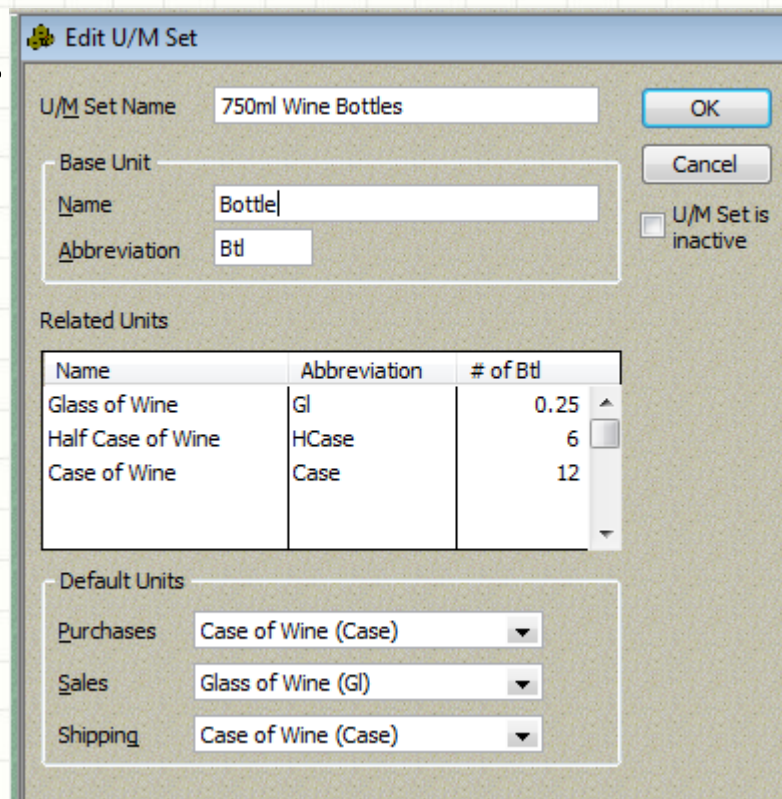 Edit U/M Set
U/M Set Name 750ml Wine Bottles
OK
Base Unit
Cancel
Name Bottle
U/M Set is
inactive
Abbreviation Btl
Related Units
Name Abbreviation # of Btl
Glass of Wine Gl 0.25
Half Case of Wine HCase 6
Case of Wine Case 12
Default Units
Purchases Case of Wine (Case)
Sales Glass of Wine (Gl)
Shipping Case of Wine (Case)